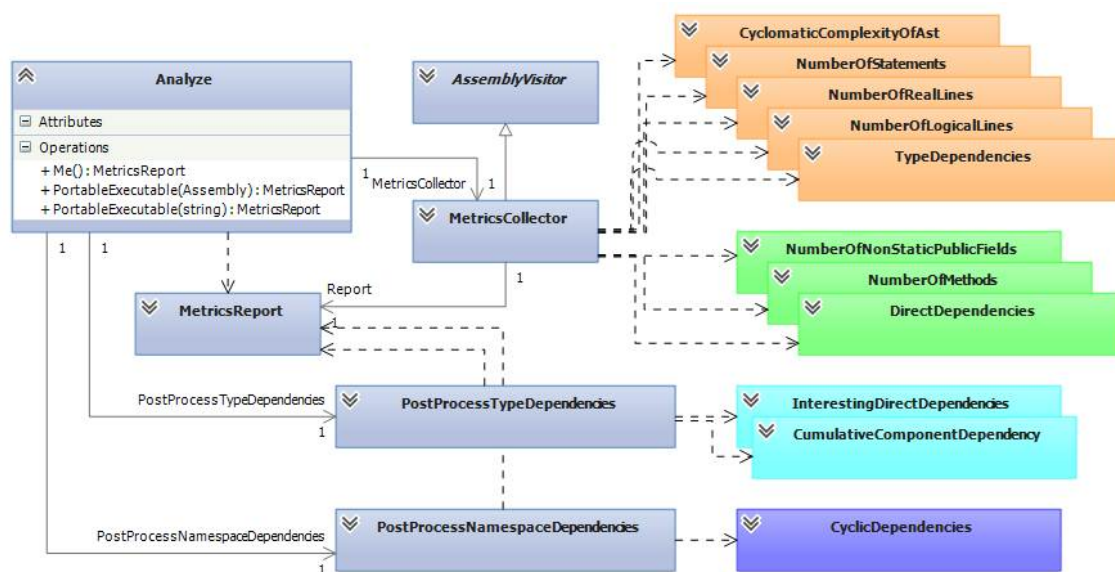 CyclomaticComplexityOfAst
NumberOfStatements
NumberOfRealLines
NumberOfLogicalLines
TypeDependencies
Analyze
Attributes
Operations
+ Me() : MetricsReport
+ PortableExecutable(Assembly) : MetricsReport
+ PortableExecutable(string) : MetricsReport
AssemblyVisitor
1
MetricsCollector
1
MetricsCollector
1
1
1
NumberOfNonStaticPublicFields
NumberOfMethods
DirectDependencies
Report
1
MetricsReport
PostProcessTypeDependencies
1
PostProcessTypeDependencies
InterestingDirectDependencies
CumulativeComponentDependency
PostProcessNamespaceDependencies
1
PostProcessNamespaceDependencies
CyclicDependencies